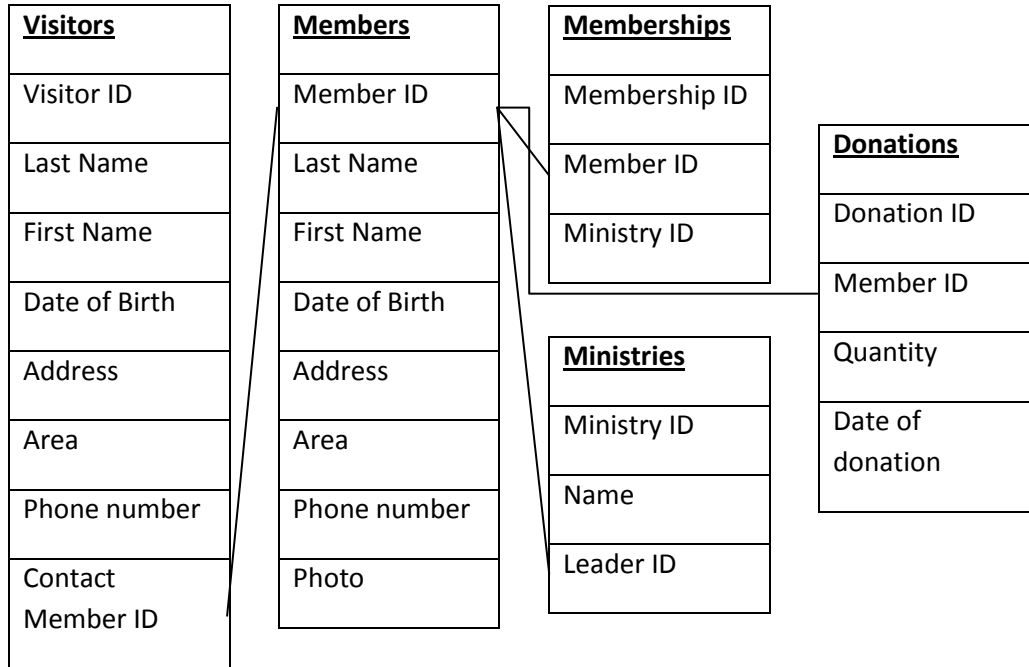 Visitors
Visitor ID
Last Name
First Name
Date of Birth
Address
Area
Phone number
Contact
Member ID
Members
Member ID
Last Name
First Name
Date of Birth
Address
Area
Phone number
Photo
Memberships
Membership ID
Member ID
Ministry ID
Ministries
Ministry ID
Name
Leader ID
Donations
Donation ID
Member ID
Quantity
Date of
donation